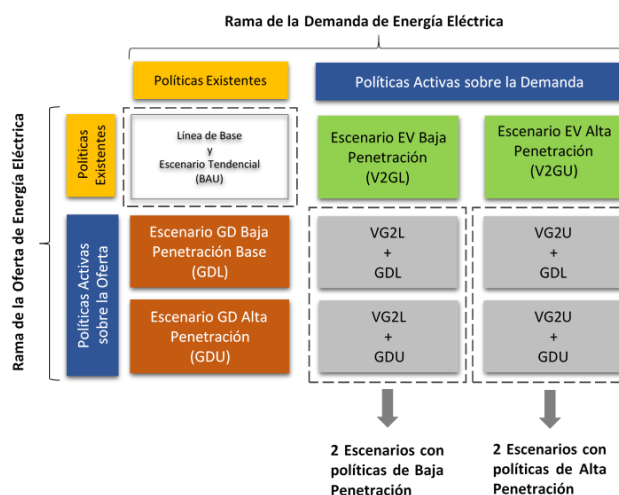 Rama de la Demanda de Energía Eléctrica
Políticas Existentes
Políticas Activas sobre la Demanda
Rama de la Oferta de Energía Eléctrica
Políticas
Existentes
Línea de Base
y
Escenario Tendencial
(BAU)
Escenario EV Baja
Penetración
(V2GL)
Escenario EV Alta
Penetración
(V2GU)
Políticas Activas
sobre la Oferta
Escenario GD Baja
Penetración Base
(GDL)
VG2L
+
GDL
VG2U
+
GDL
Escenario GD Alta
Penetración
(GDU)
VG2L
+
GDU
VG2U
+
GDU
2 Escenarios con
políticas de Baja
Penetración
2 Escenarios con
políticas de Alta
Penetración